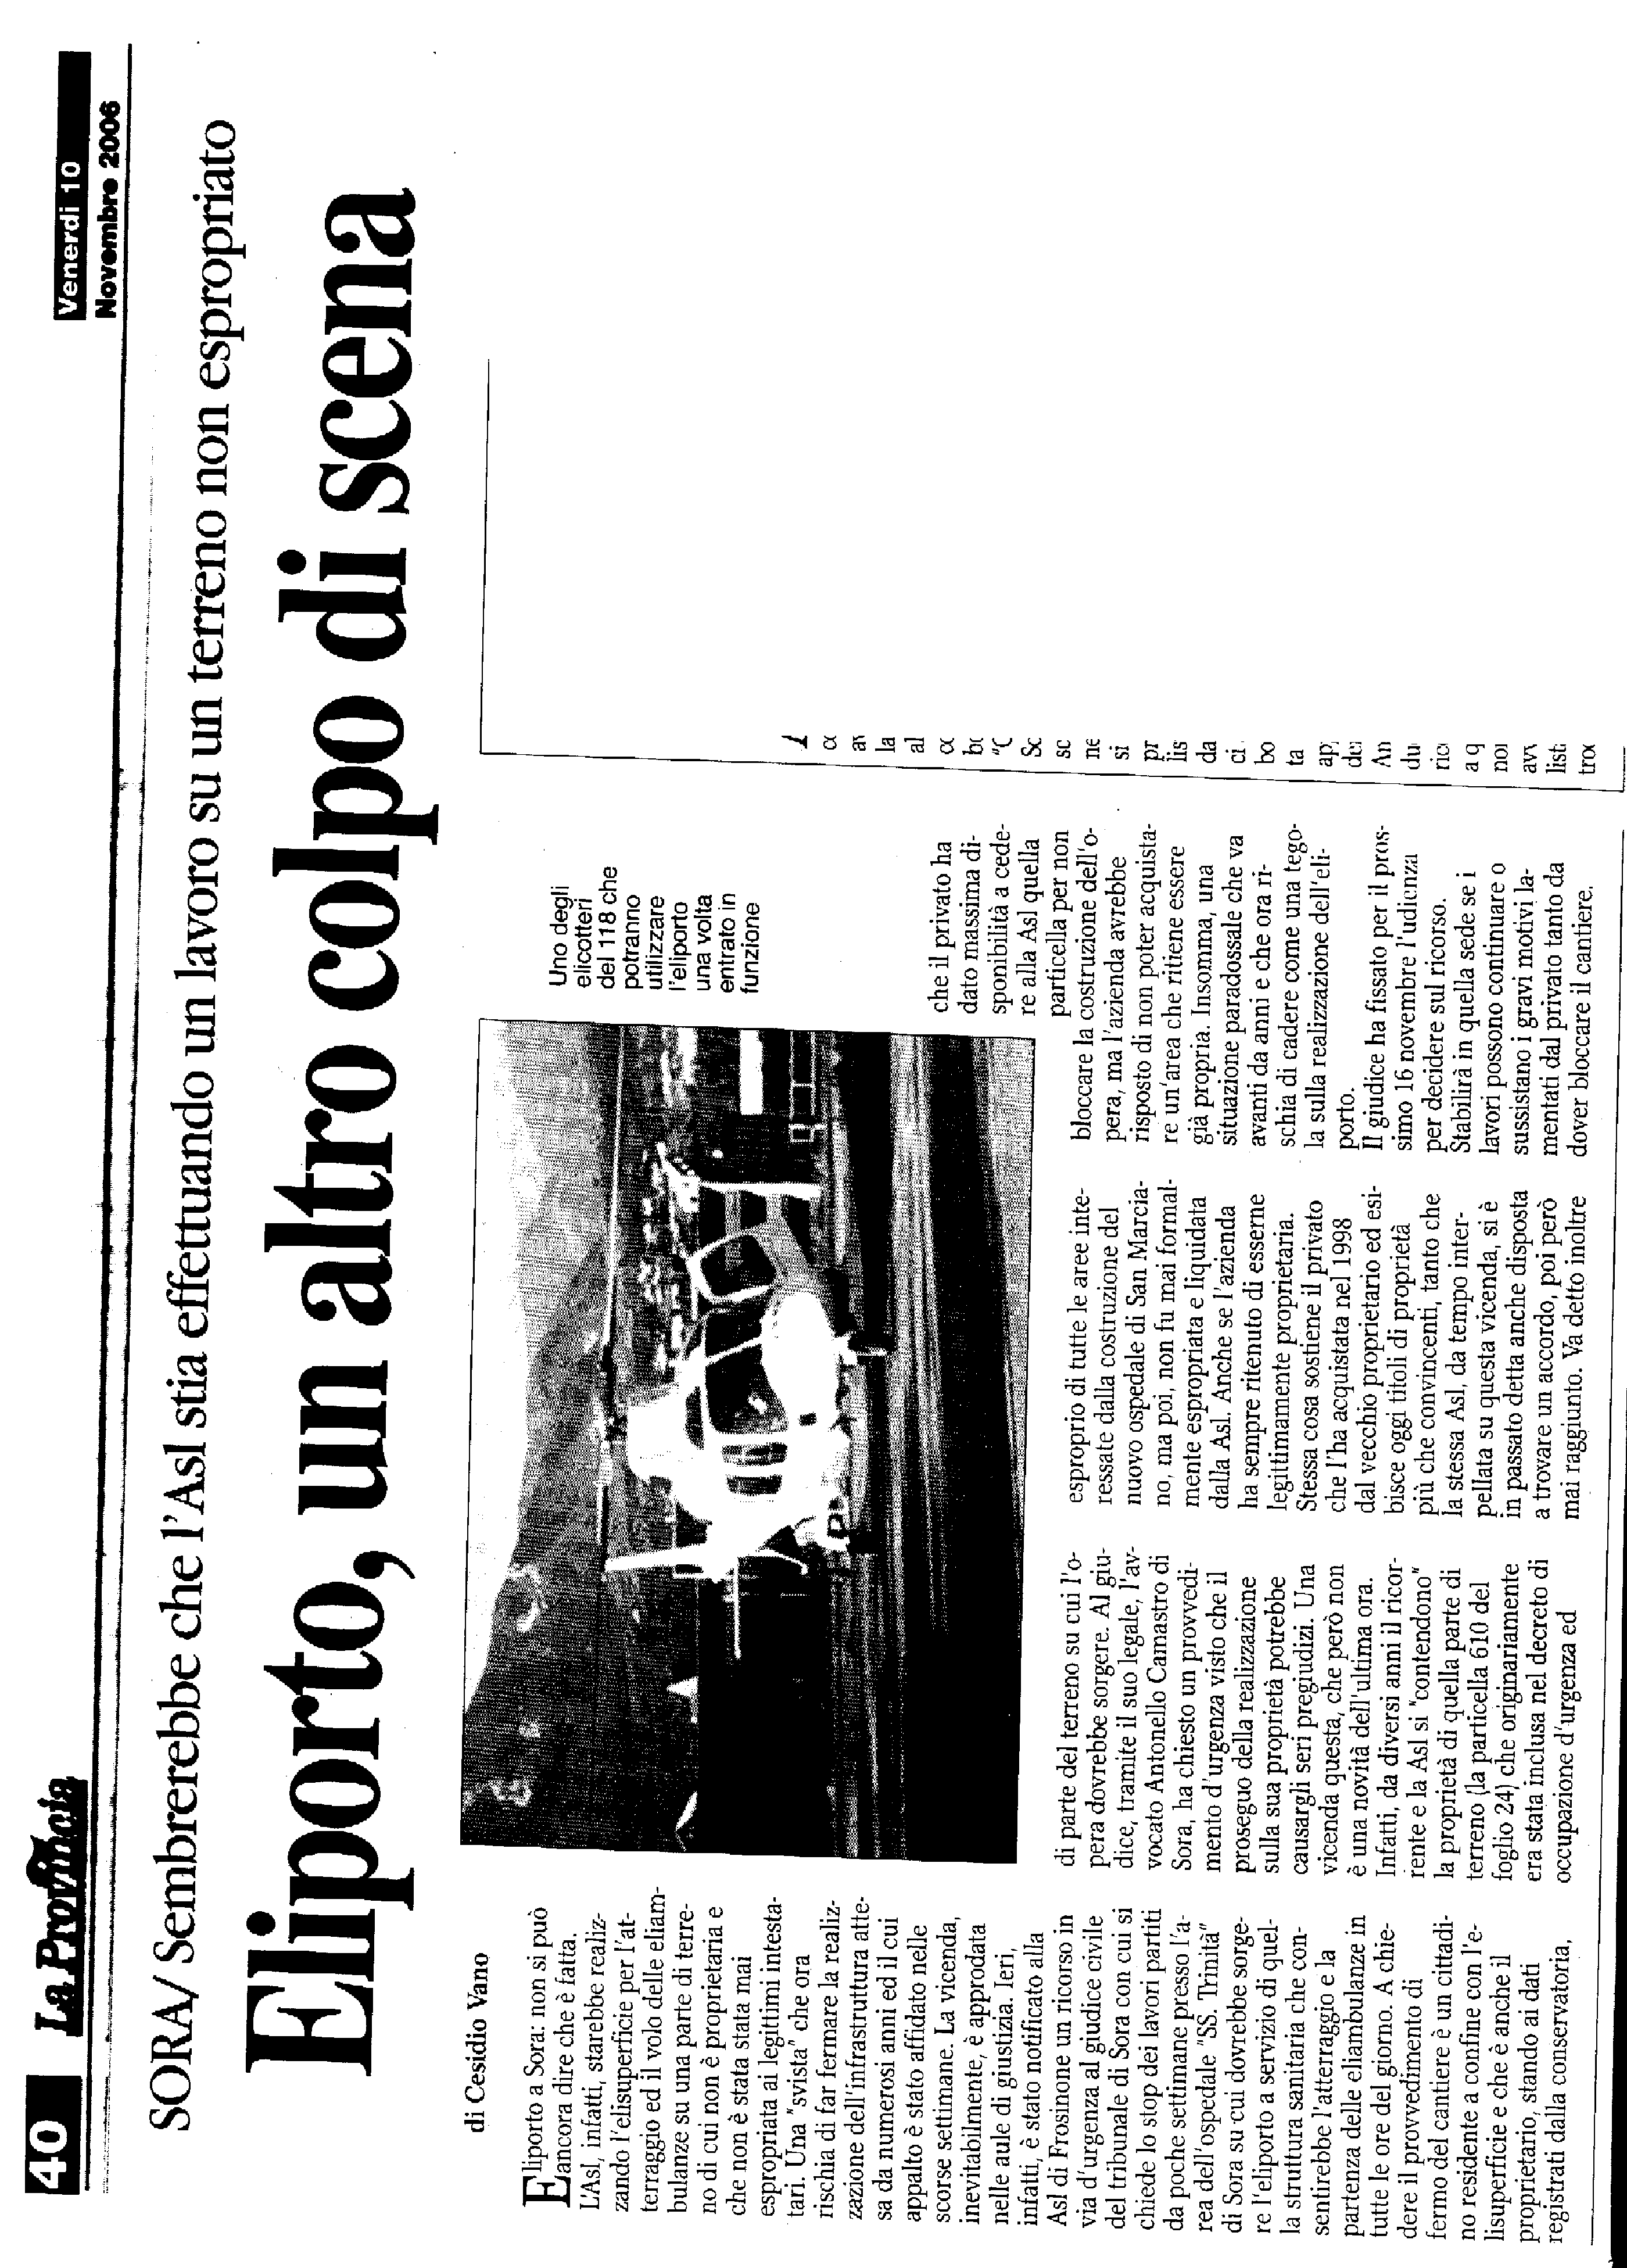 40 La Provincia
Venerdì 10
Novembre 2006
SORA/ Sembrerebbe che l'Asl stia effettuando un lavoro su un terreno non espropriato
Eliporto, un altro colpo di scena
di Cesidio Vano
Eliporto a Sora: non si può
ancora dire che è fatta.
L'Asl, infatti, starebbe realiz-
zando l'elisuperficie per l'at-
terraggio ed il volo delle eliam-
bulanze su una parte di terre-
no di cui non è proprietaria e
che non è stata mai
espropriata ai legittimi intesta-
tari. Una "svista" che ora
rischia di far fermare la realiz-
zazione dell'infrastruttura atte-
sa da numerosi anni ed il cui
appalto è stato affidato nelle
scorse settimane. La vicenda,
inevitabilmente, è approdata
nelle aule di giustizia. Ieri,
infatti, è stato notificato alla
Asl di Frosinone un ricorso in
via d'urgenza al giudice civile
del tribunale di Sora con cui si
chiede lo stop dei lavori partiti
da poche settimane presso l'a-
rea dell'ospedale "SS. Trinità"
di Sora su cui dovrebbe sorge-
re l'eliporto a servizio di quel-
la struttura sanitaria che con-
sentirebbe l'atterraggio e la
partenza delle eliambulanze in
tutte le ore del giorno. A chie-
dere il provvedimento di
fermo del cantiere è un cittadi-
no residente a confine con l'e-
lisuperficie e che è anche il
proprietario, stando ai dati
registrati dalla conservatoria,
di parte del terreno su cui l'o-
pera dovrebbe sorgere. Al giu-
dice, tramite il suo legale, l'av-
vocato Antonello Camastro di
Sora, ha chiesto un provvedi-
mento d'urgenza visto che il
proseguo della realizzazione
sulla sua proprietà potrebbe
causargli seri pregiudizi. Una
vicenda questa, che però non
è una novità dell'ultima ora.
Infatti, da diversi anni il ricor-
rente e la Asl si "contendono"
la proprietà di quella parte di
terreno (la particella 610 del
foglio 24) che originariamente
era stata inclusa nel decreto di
occupazione d'urgenza ed
esproprio di tutte le aree inte-
ressate dalla costruzione del
nuovo ospedale di San Marcia-
no, ma poi, non fu mai formal-
mente espropriata e liquidata
dalla Asl. Anche se l'azienda
ha sempre ritenuto di esserne
legittimamente proprietaria.
Stessa cosa sostiene il privato
che l'ha acquistata nel 1998
dal vecchio proprietario ed esi-
bisce oggi titoli di proprietà
più che convincenti, tanto che
la stessa Asl, da tempo inter-
pellata su questa vicenda, si è
in passato detta anche disposta
a trovare un accordo, poi però
mai raggiunto. Va detto inoltre
che il privato ha
dato massima di-
sponibilità a cede-
re alla Asl quella
particella per non
bloccare la costruzione dell'o-
pera, ma l'azienda avrebbe
risposto di non poter acquista-
re un'area che ritiene essere
già propria. Insomma, una
situazione paradossale che va
avanti da anni e che ora ri-
schia di cadere come una tego-
la sulla realizzazione dell'eli-
porto.
Il giudice ha fissato per il pros-
simo 16 novembre l'udienza
per decidere sul ricorso.
Stabilirà in quella sede se i
lavori possono continuare o
sussistano i gravi motivi la-
mentati dal privato tanto da
dover bloccare il cantiere.
Uno degli
elicotteri
del 118 che
potranno
utilizzare
l'eliporto
una volta
entrato in
funzione
la
al
"C
Sc
sc
ne
si
pr
lis
da
ci
bo
ta
ap
An
du
a q
nor
list